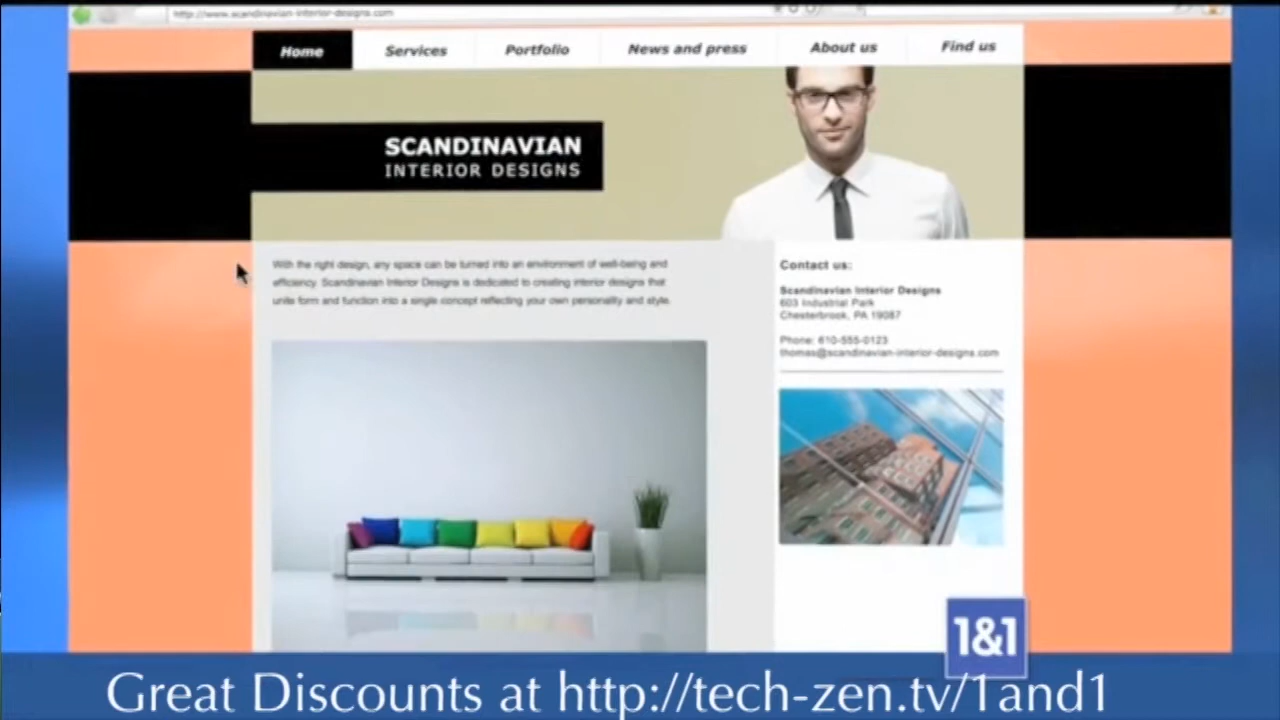 http://www.scandinavian-interior-designs.com
Home Services Portfolio News and press About us Find us
SCANDINAVIAN
INTERIOR DESIGNS
With the right design, any space can be turned into an environment of well-being and
efficiency. Scandinavian Interior Designs is dedicated to creating interior designs that
unite form and function into a single concept reflecting your own personality and style.
Contact us:
Scandinavian Interior Designs
603 Industrial Park
Chesterbrook, PA 19087
Phone: 610-555-0123
thomas@scandinavian-interior-designs.com
1&1
Great Discounts at http://tech-zen.tv/1and1